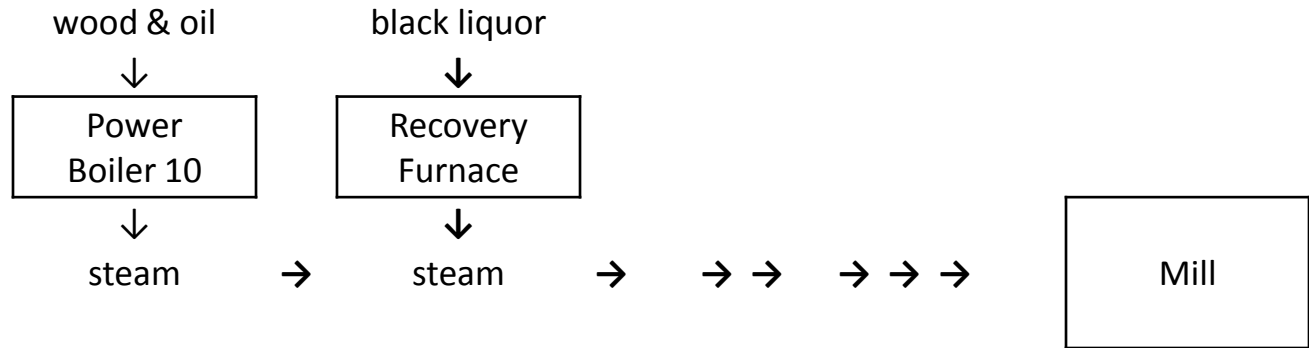 wood & oil
black liquor
↓
↓
Power
Boiler 10
Recovery
Furnace
↓
↓
steam → steam → → → → → →
Mill